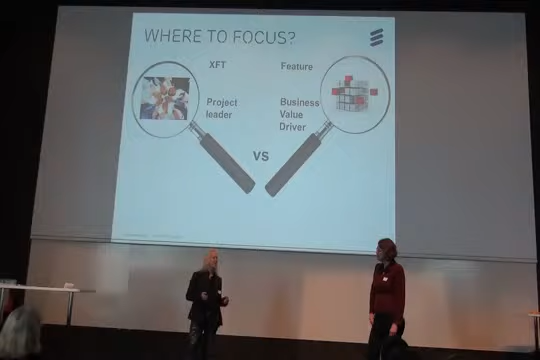 WHERE TO FOCUS?
XFT
Feature
Project
leader
Business
Value
Driver
VS